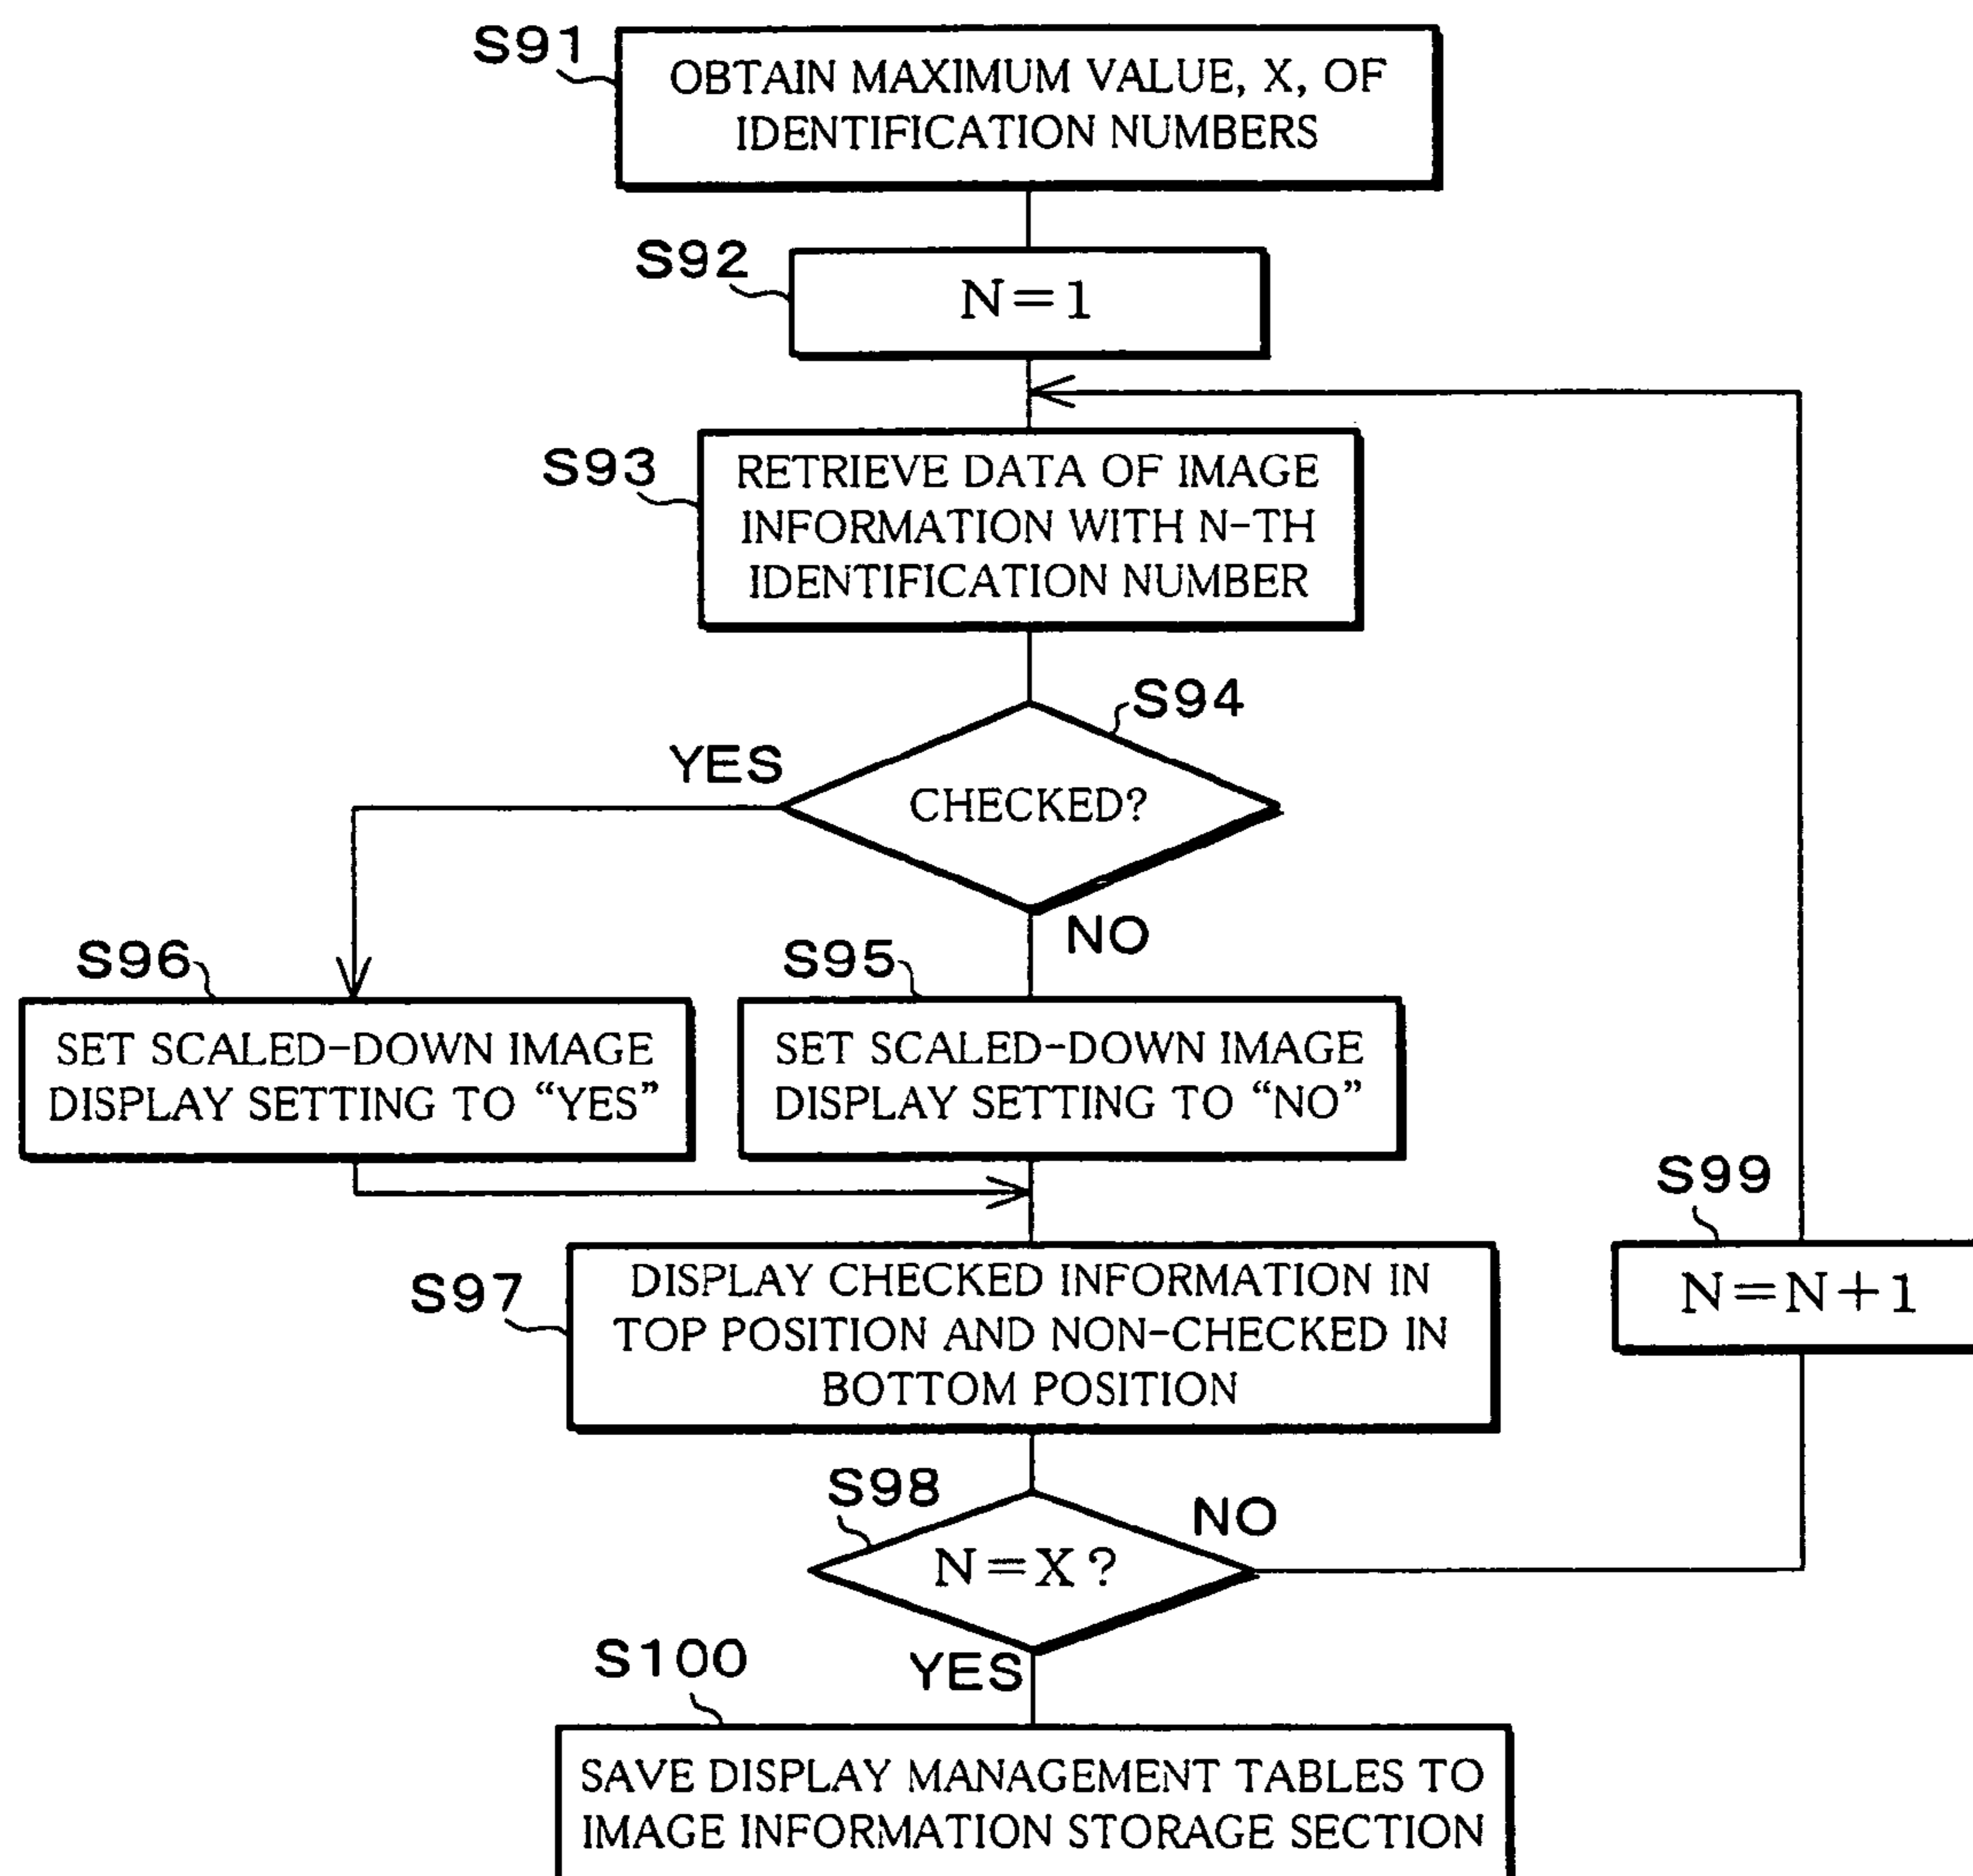 S91
OBTAIN MAXIMUM VALUE, X, OF
IDENTIFICATION NUMBERS
S92
N=1
S93
RETRIEVE DATA OF IMAGE
INFORMATION WITH N-TH
IDENTIFICATION NUMBER
S94
YES
CHECKED?
NO
S96
SET SCALED-DOWN IMAGE
DISPLAY SETTING TO “YES”
S95
SET SCALED-DOWN IMAGE
DISPLAY SETTING TO “NO”
S99
N=N+1
S97
DISPLAY CHECKED INFORMATION IN
TOP POSITION AND NON-CHECKED IN
BOTTOM POSITION
S98
NO
N=X?
YES
S100
SAVE DISPLAY MANAGEMENT TABLES TO
IMAGE INFORMATION STORAGE SECTION